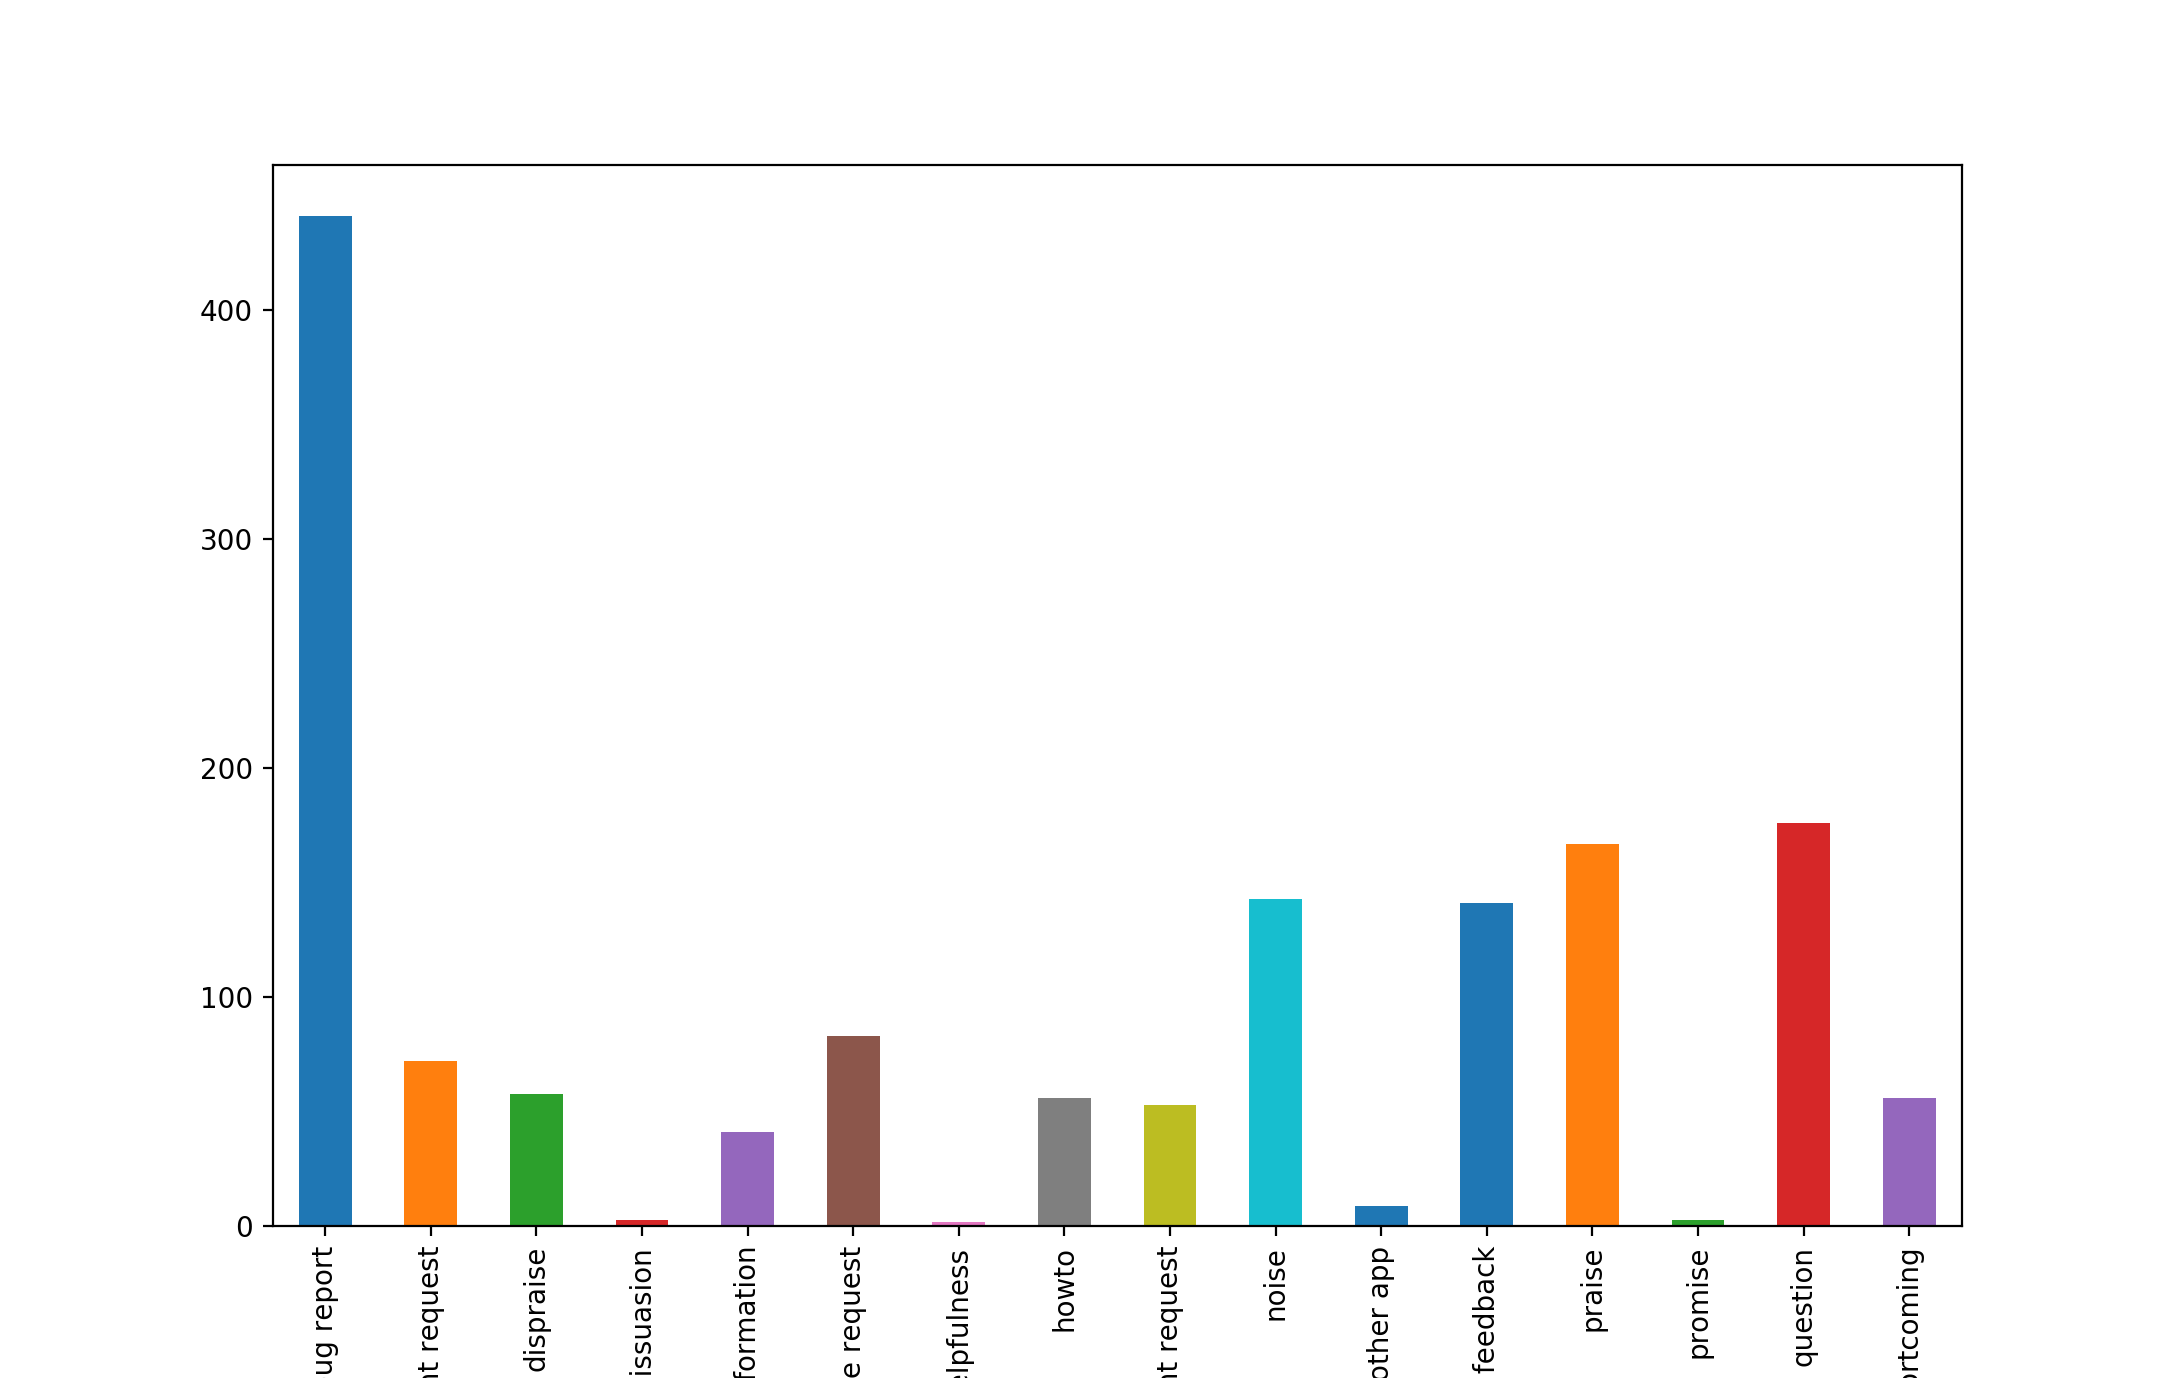 400
300
200
100
0
ug report
nt request
dispraise
issuasion
formation
e request
elpfulness
howto
nt request
noise
other app
feedback
praise
promise
question
ortcoming